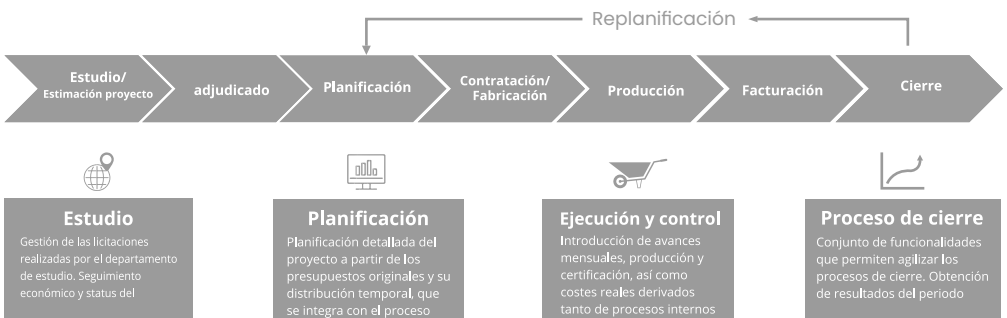 Replanificación
Estudio/
Estimación proyecto
adjudicado
Planificación
Contratación/
Fabricación
Producción
Facturación
Cierre
Estudio
Gestión de las licitaciones
realizadas por el departamento
de estudio. Seguimiento
económico y status del
Planificación
Planificación detallada del
proyecto a partir de los
presupuestos originales y su
distribución temporal, que
se integra con el proceso
Ejecución y control
Introducción de avances
mensuales, producción y
certificación, así como
costes reales derivados
tanto de procesos internos
Proceso de cierre
Conjunto de funcionalidades
que permiten agilizar los
procesos de cierre. Obtención
de resultados del periodo